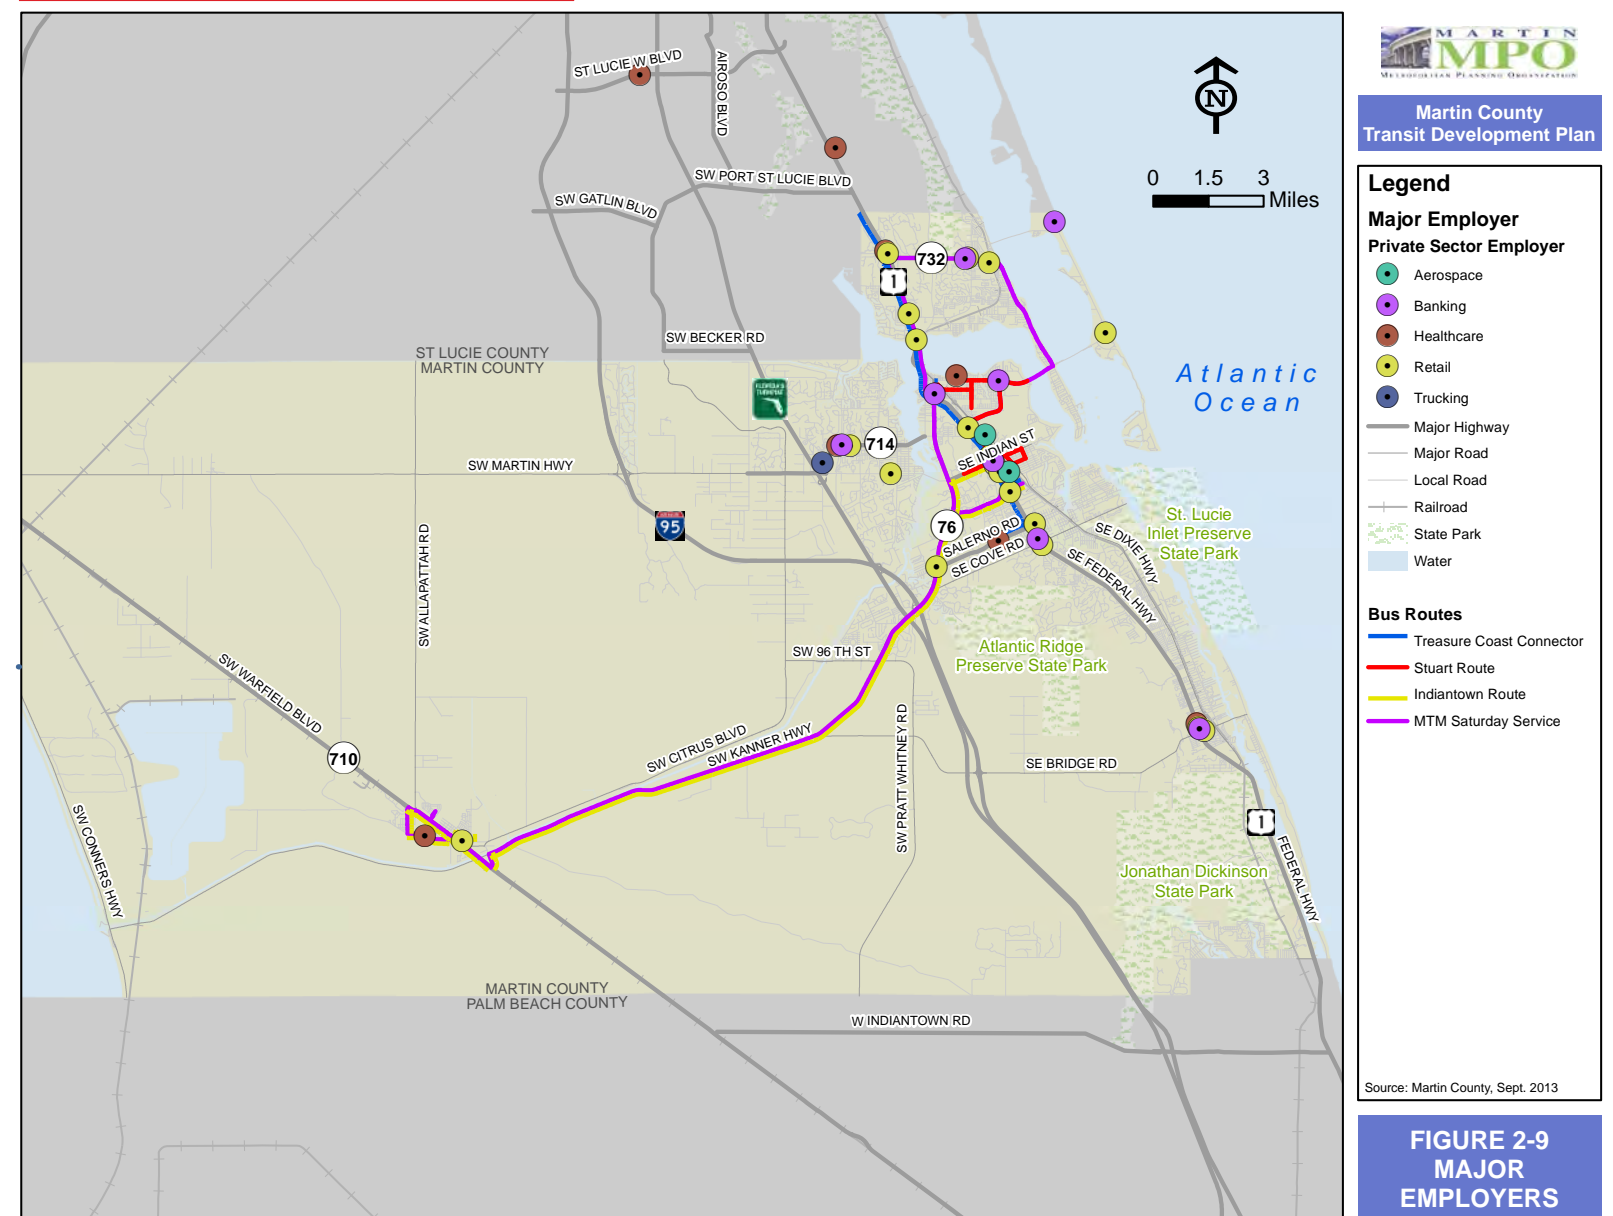 ST LUCIE W BLVD
AIROSO BLVD
SW PORT ST LUCIE BLVD
SW GATLIN BLVD
N
0 1.5 3
Miles
732
1
SW BECKER RD
ST LUCIE COUNTY
MARTIN COUNTY
FLORIDA'S
TURNPIKE
Atlantic
Ocean
714
SE INDIAN ST
SW MARTIN HWY
95
76
SALERNO RD
SE COVE RD
SE DIXIE HWY
SE FEDERAL HWY
St. Lucie
Inlet Preserve
State Park
SW ALLAPATTAH RD
Atlantic Ridge
Preserve State Park
SW 96 TH ST
SW WARFIELD BLVD
710
SW CITRUS BLVD
SW KANNER HWY
SW PRATT WHITNEY RD
SE BRIDGE RD
SW CONNERS HWY
1
FEDERAL HWY
Jonathan Dickinson
State Park
MARTIN COUNTY
PALM BEACH COUNTY
W INDIANTOWN RD
MARTIN
MPO
METROPOLITAN PLANNING ORGANIZATION
Martin County
Transit Development Plan
Legend
Major Employer
Private Sector Employer
Aerospace
Banking
Healthcare
Retail
Trucking
Major Highway
Major Road
Local Road
Railroad
State Park
Water
Bus Routes
Treasure Coast Connector
Stuart Route
Indiantown Route
MTM Saturday Service
Source: Martin County, Sept. 2013
FIGURE 2-9
MAJOR
EMPLOYERS